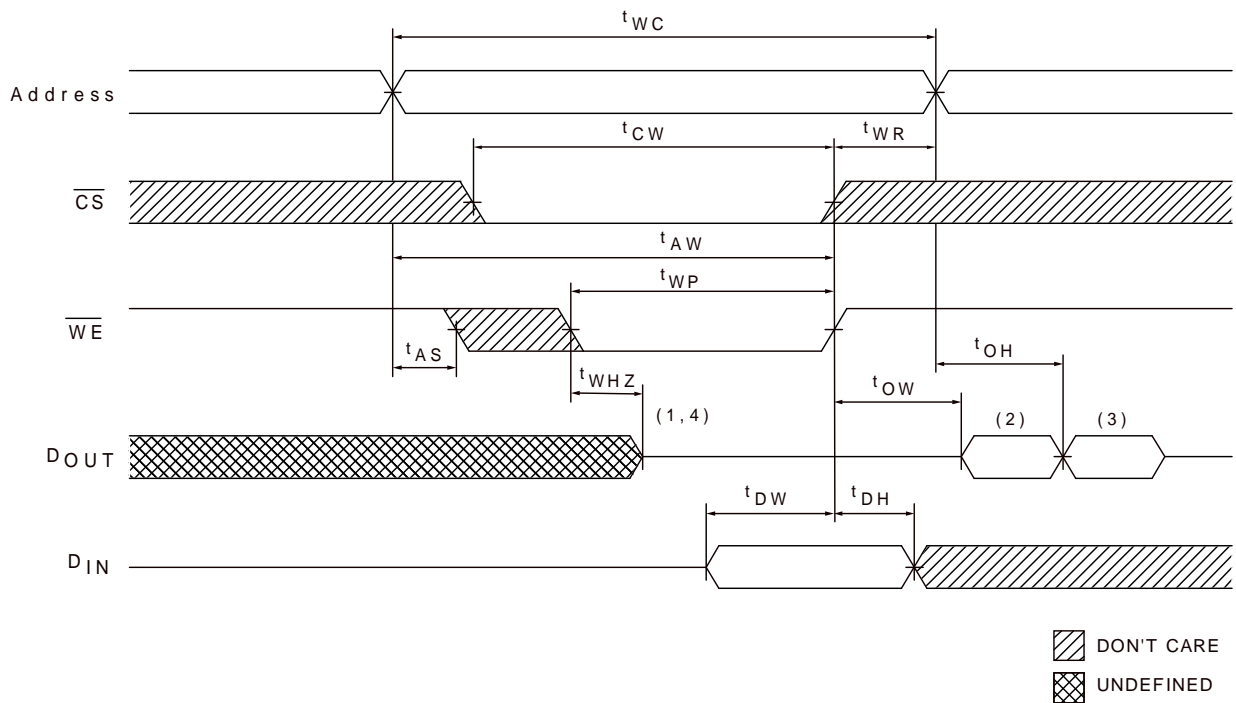 tWC
Address
tCW
tWR
CS
tAW
tWP
WE
tAS
tOH
tWHZ
tOW
(1,4)
(2)
(3)
DOUT
tDW
tDH
DIN
DON'T CARE
UNDEFINED